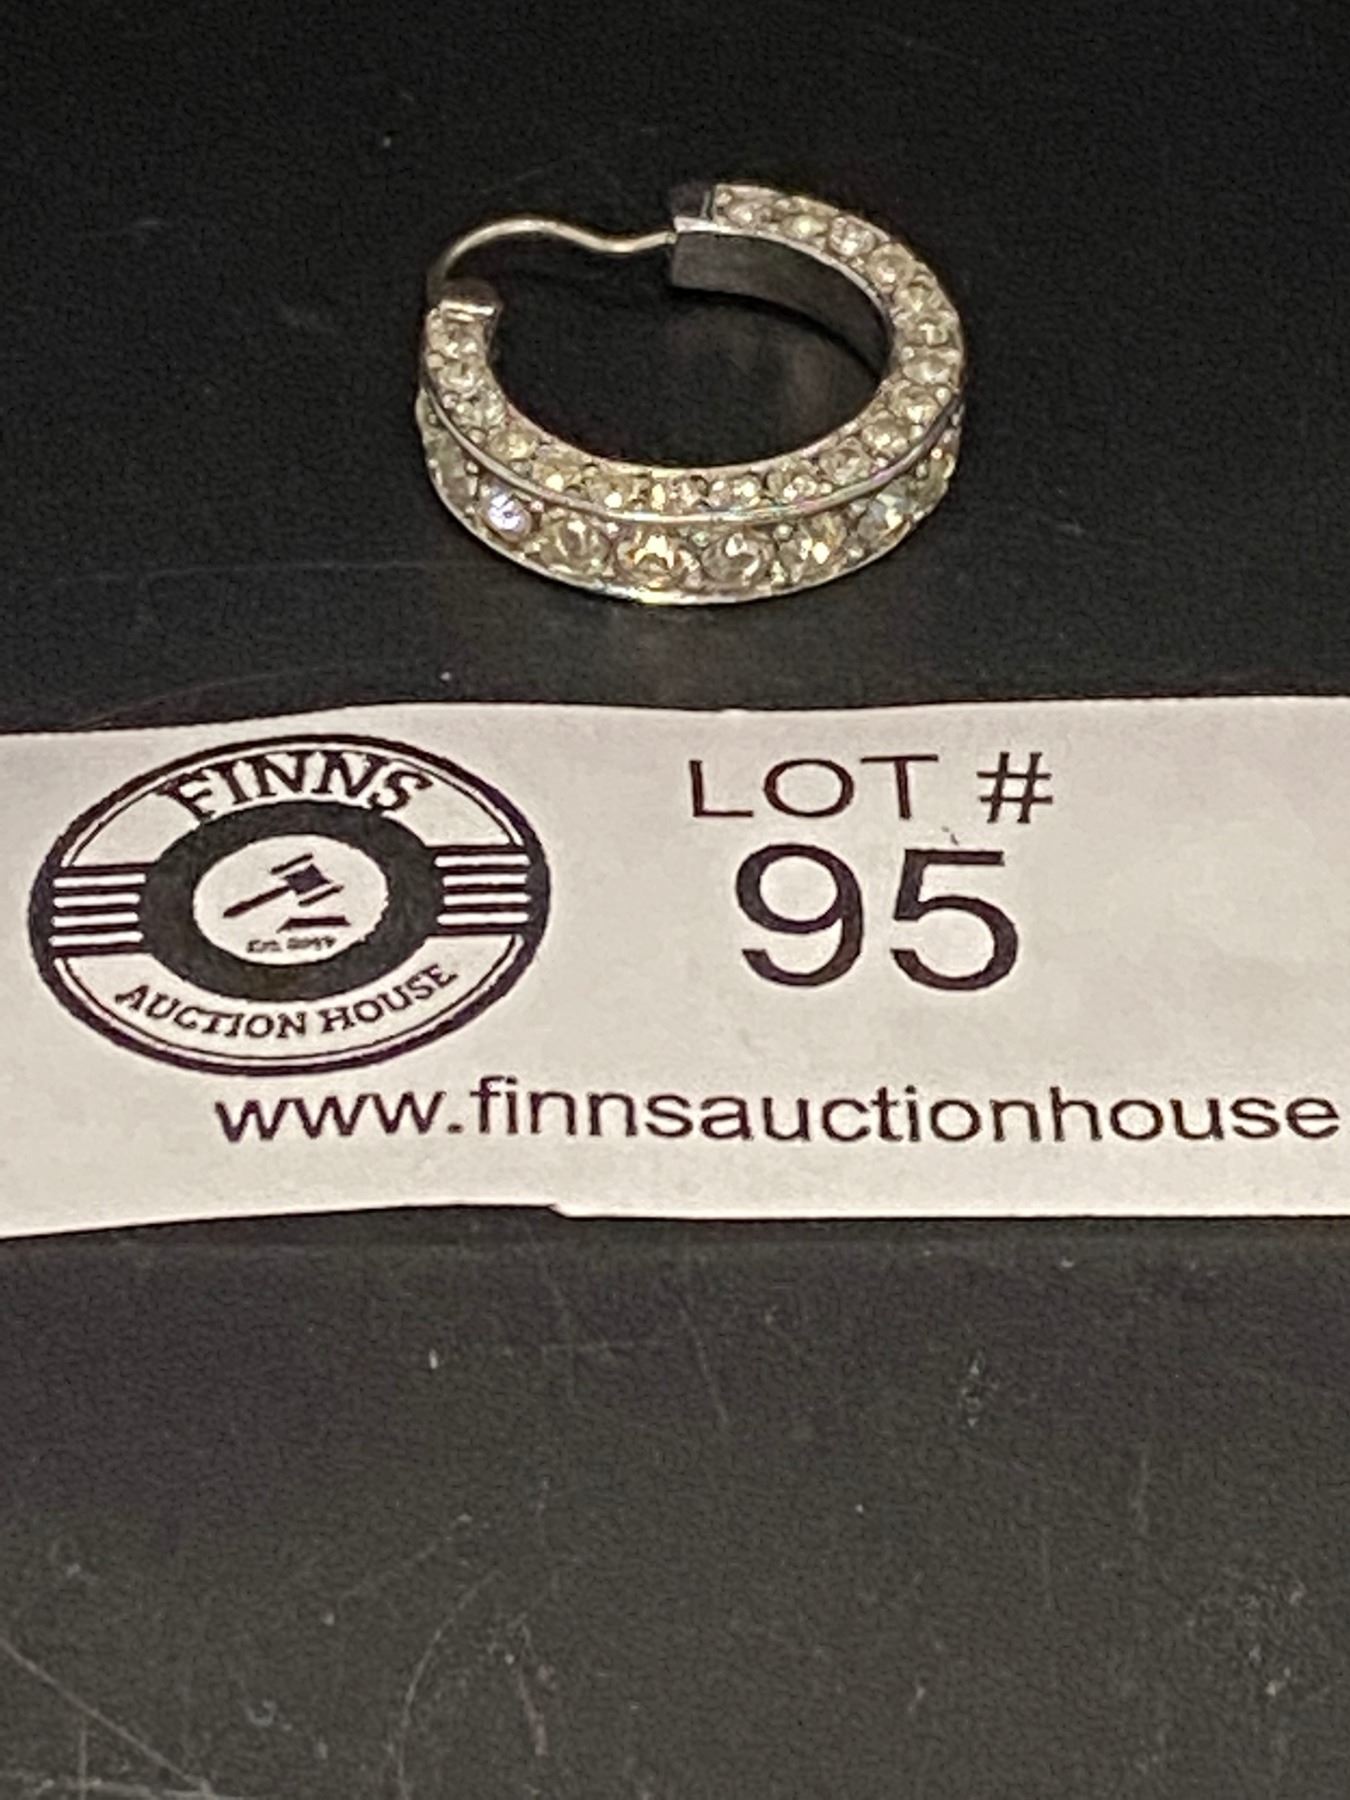 FINNS
AUCTION HOUSE
LOT #
95
www.finnsauctionhouse